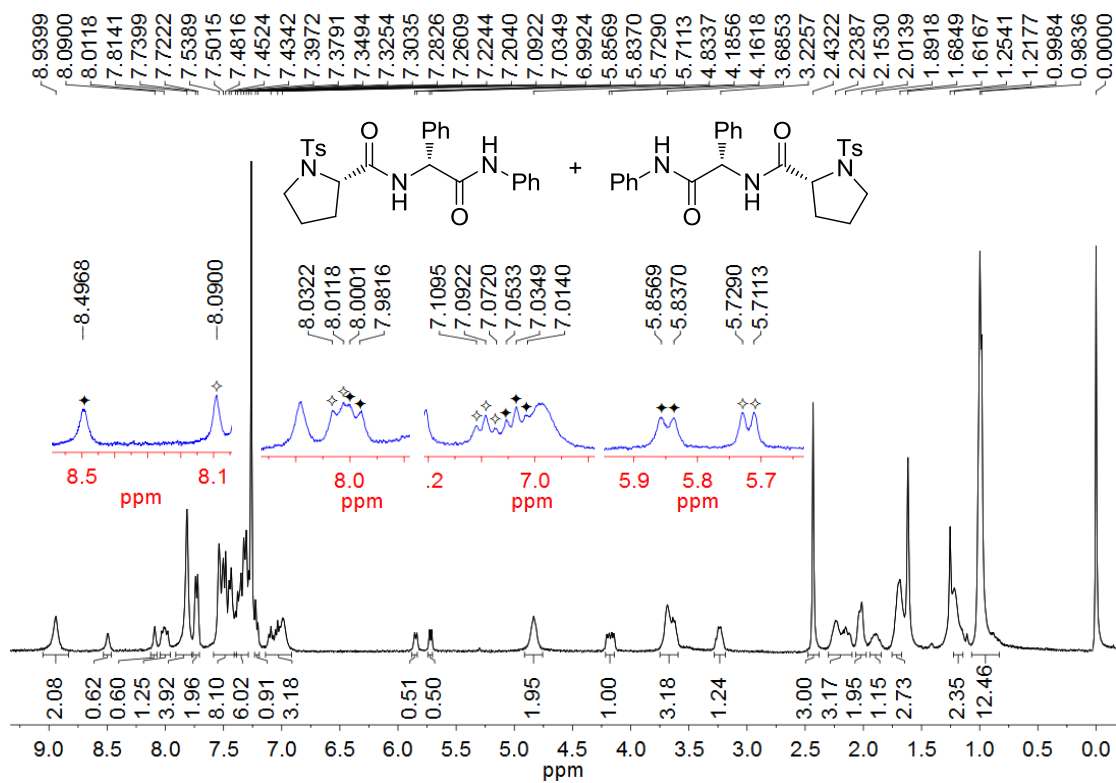 8.9399 8.0900 8.0118 7.8141 7.7399 7.7222 7.5389 7.5015 7.4816 7.4524 7.4342 7.3972 7.3791 7.3494 7.3254 7.3035 7.2826 7.2609 7.2244 7.2040 7.0922 7.0349 6.9924 5.8569 5.8370 5.7290 5.7113 4.8337 4.1856 4.1618 3.6853 3.2257 2.4322 2.2387 2.1530 2.0139 1.8918 1.6849 1.6167 1.2541 1.2177 0.9984 0.9836 0.0000
Ph O Ph O
Ts H Ts
N N Ph + Ph N N
N H O O N H
8.4968 8.0900 8.0322 8.0118 8.0001 7.9816 7.1095 7.0922 7.0720 7.0533 7.0349 7.0140 5.8569 5.8370 5.7290 5.7113
8.5 8.1 8.0 .2 7.0 5.9 5.8 5.7
ppm ppm ppm ppm
2.08 0.62 0.60 1.25 3.92 1.96 8.10 6.02 0.91 3.18 0.51 0.50 1.95 1.00 3.18 1.24 3.00 3.17 1.95 1.15 2.73 2.35 12.46
9.0 8.5 8.0 7.5 7.0 6.5 6.0 5.5 5.0 4.5 4.0 3.5 3.0 2.5 2.0 1.5 1.0 0.5 0.0
ppm